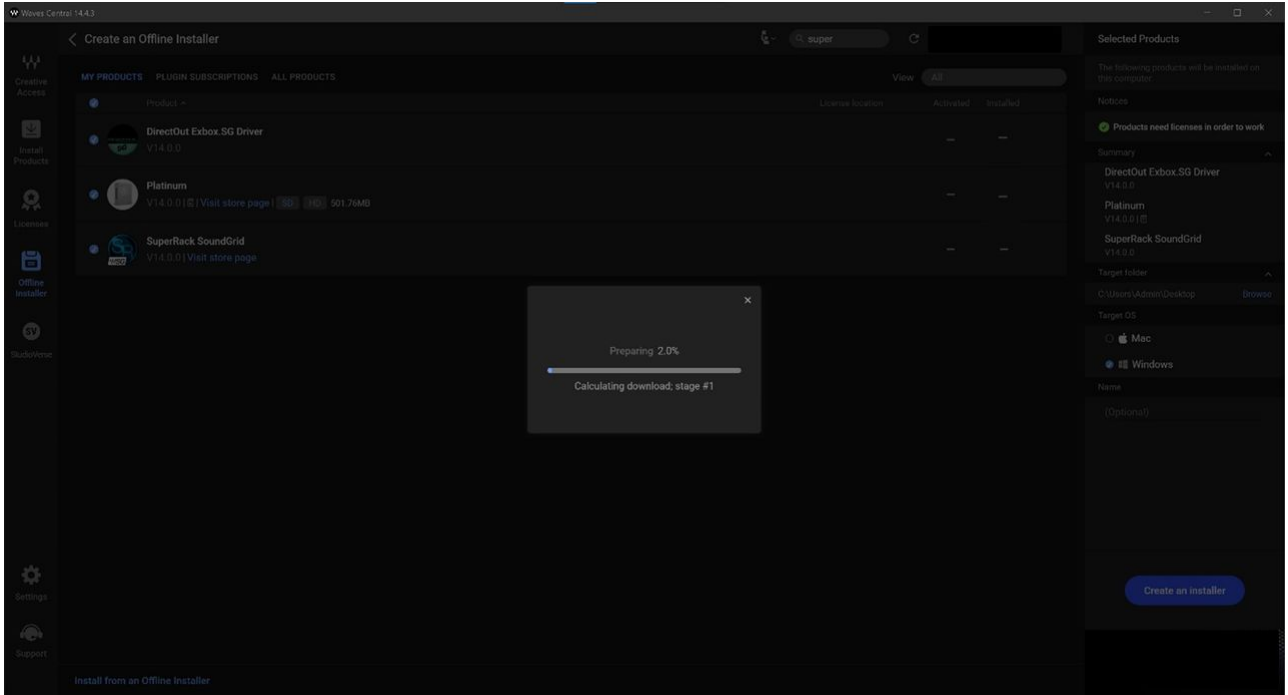 Waves Central 14.4.3
Create an Offline Installer
super
Selected Products
Creative
Access
Install
Products
Licenses
Offline
Installer
SV
StudioVerse
Settings
Support
MY PRODUCTS PLUGIN SUBSCRIPTIONS ALL PRODUCTS
View All
Product License location Activated Installed
DirectOut Exbox.SG Driver
V14.0.0
Platinum
V14.0.0 | | Visit store page | SD HD 501.76MB
SuperRack SoundGrid
V14.0.0 | Visit store page
WSG
Preparing 2.0%
Calculating download; stage #1
The following products will be installed on
this computer
Notices
Products need licenses in order to work
Summary
DirectOut Exbox.SG Driver
V14.0.0
Platinum
V14.0.0 |
SuperRack SoundGrid
V14.0.0
Target folder
C:\Users\Admin\Desktop Browse
Target OS
Mac
Windows
Name
(Optional)
Create an installer
Install from an Offline Installer